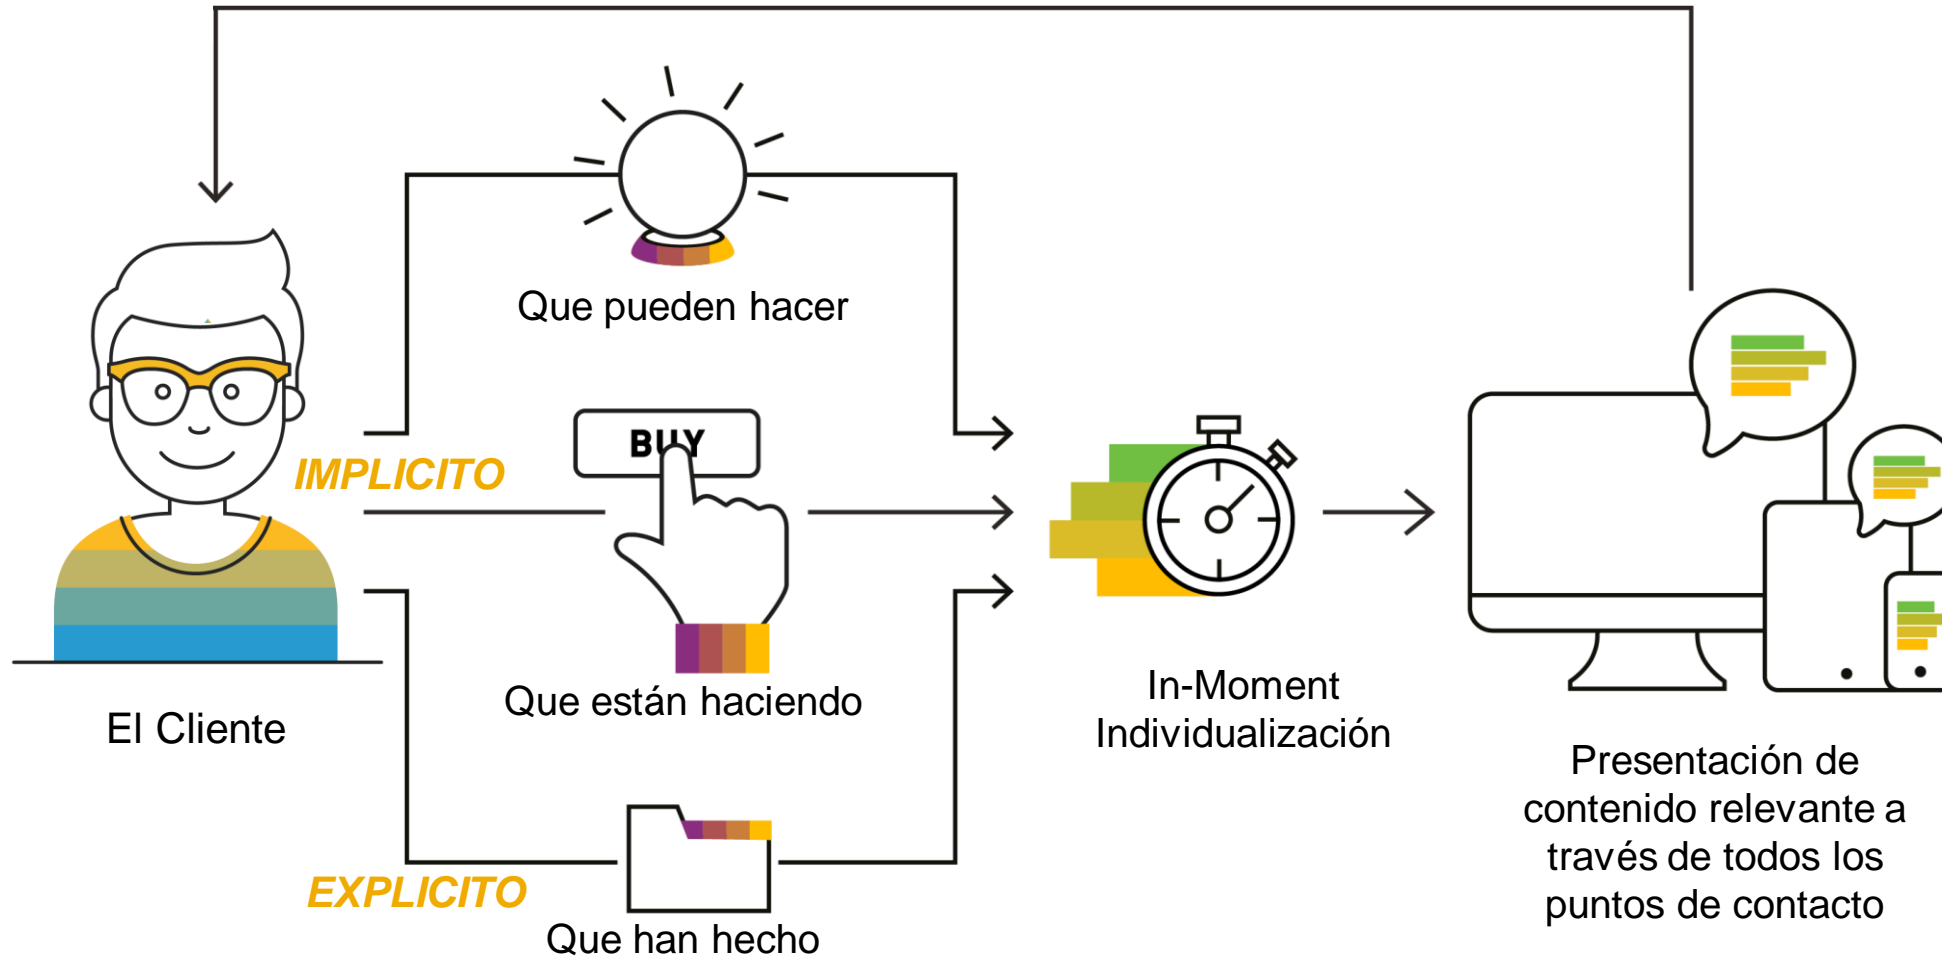 Que pueden hacer
BUY
IMPLICITO
El Cliente
Que están haciendo
In-Moment
Individualización
Presentación de
contenido relevante a
través de todos los
puntos de contacto
EXPLICITO
Que han hecho